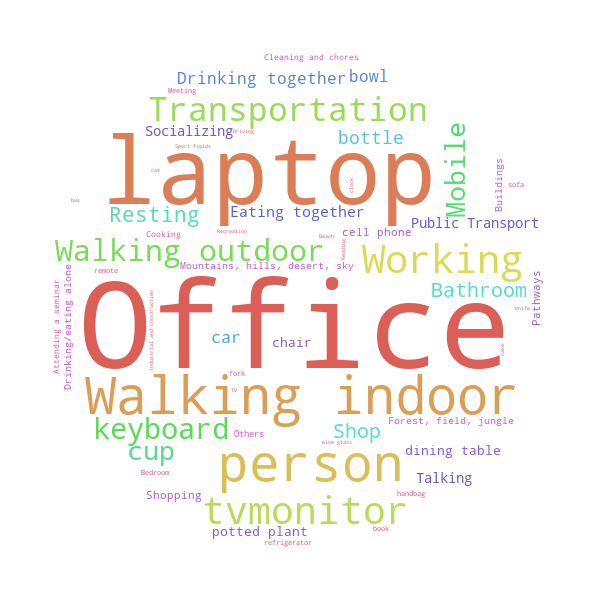 Cleaning and chores
Drinking together
bowl
Meeting
Transportation
Socializing
Driving
bottle
Mobile
Sport fields
laptop
cat
clock
Buildings
sofa
bus
Resting
Eating together
Public Transport
Cooking
Recreation
Beach
cell phone
Walking outdoor
Reading
Working
remote
Mountains, hills, desert, sky
Bathroom
Pathways
Attending a seminar
Drinking/eating alone
Industrial and construction
Office
knife
car
chair
cake
fork
TV
Walking indoor
keyboard
Others
Shop
Forest, field, jungle
cup
wine glass
person
dining table
Bedroom
Talking
Shopping
handbag
tvmonitor
potted plant
book
refrigerator